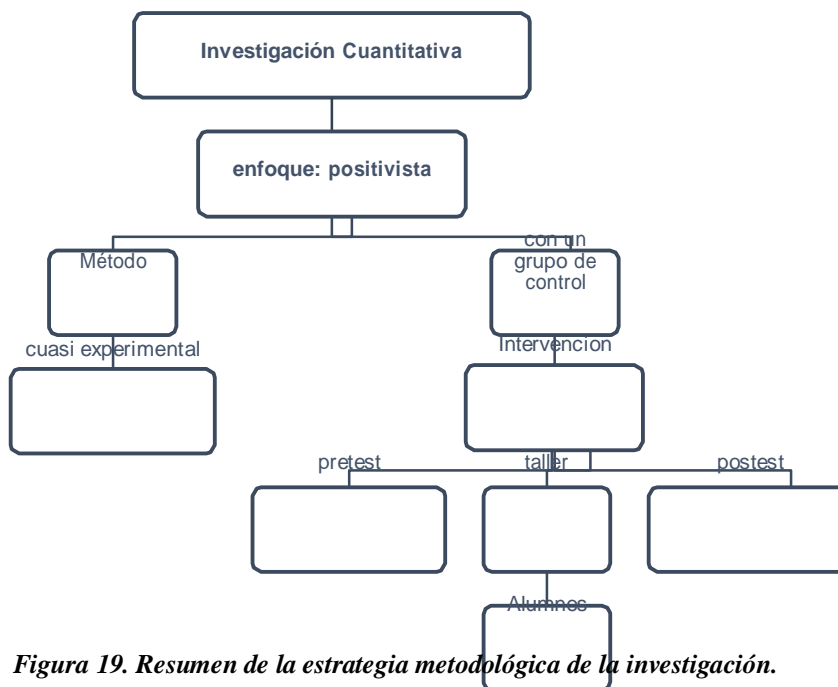 Investigación Cuantitativa
enfoque: positivista
Método
con un
grupo de
control
cuasi experimental
Intervencion
pretest
taller
postest
Alumnos
Figura 19. Resumen de la estrategia metodológica de la investigación.